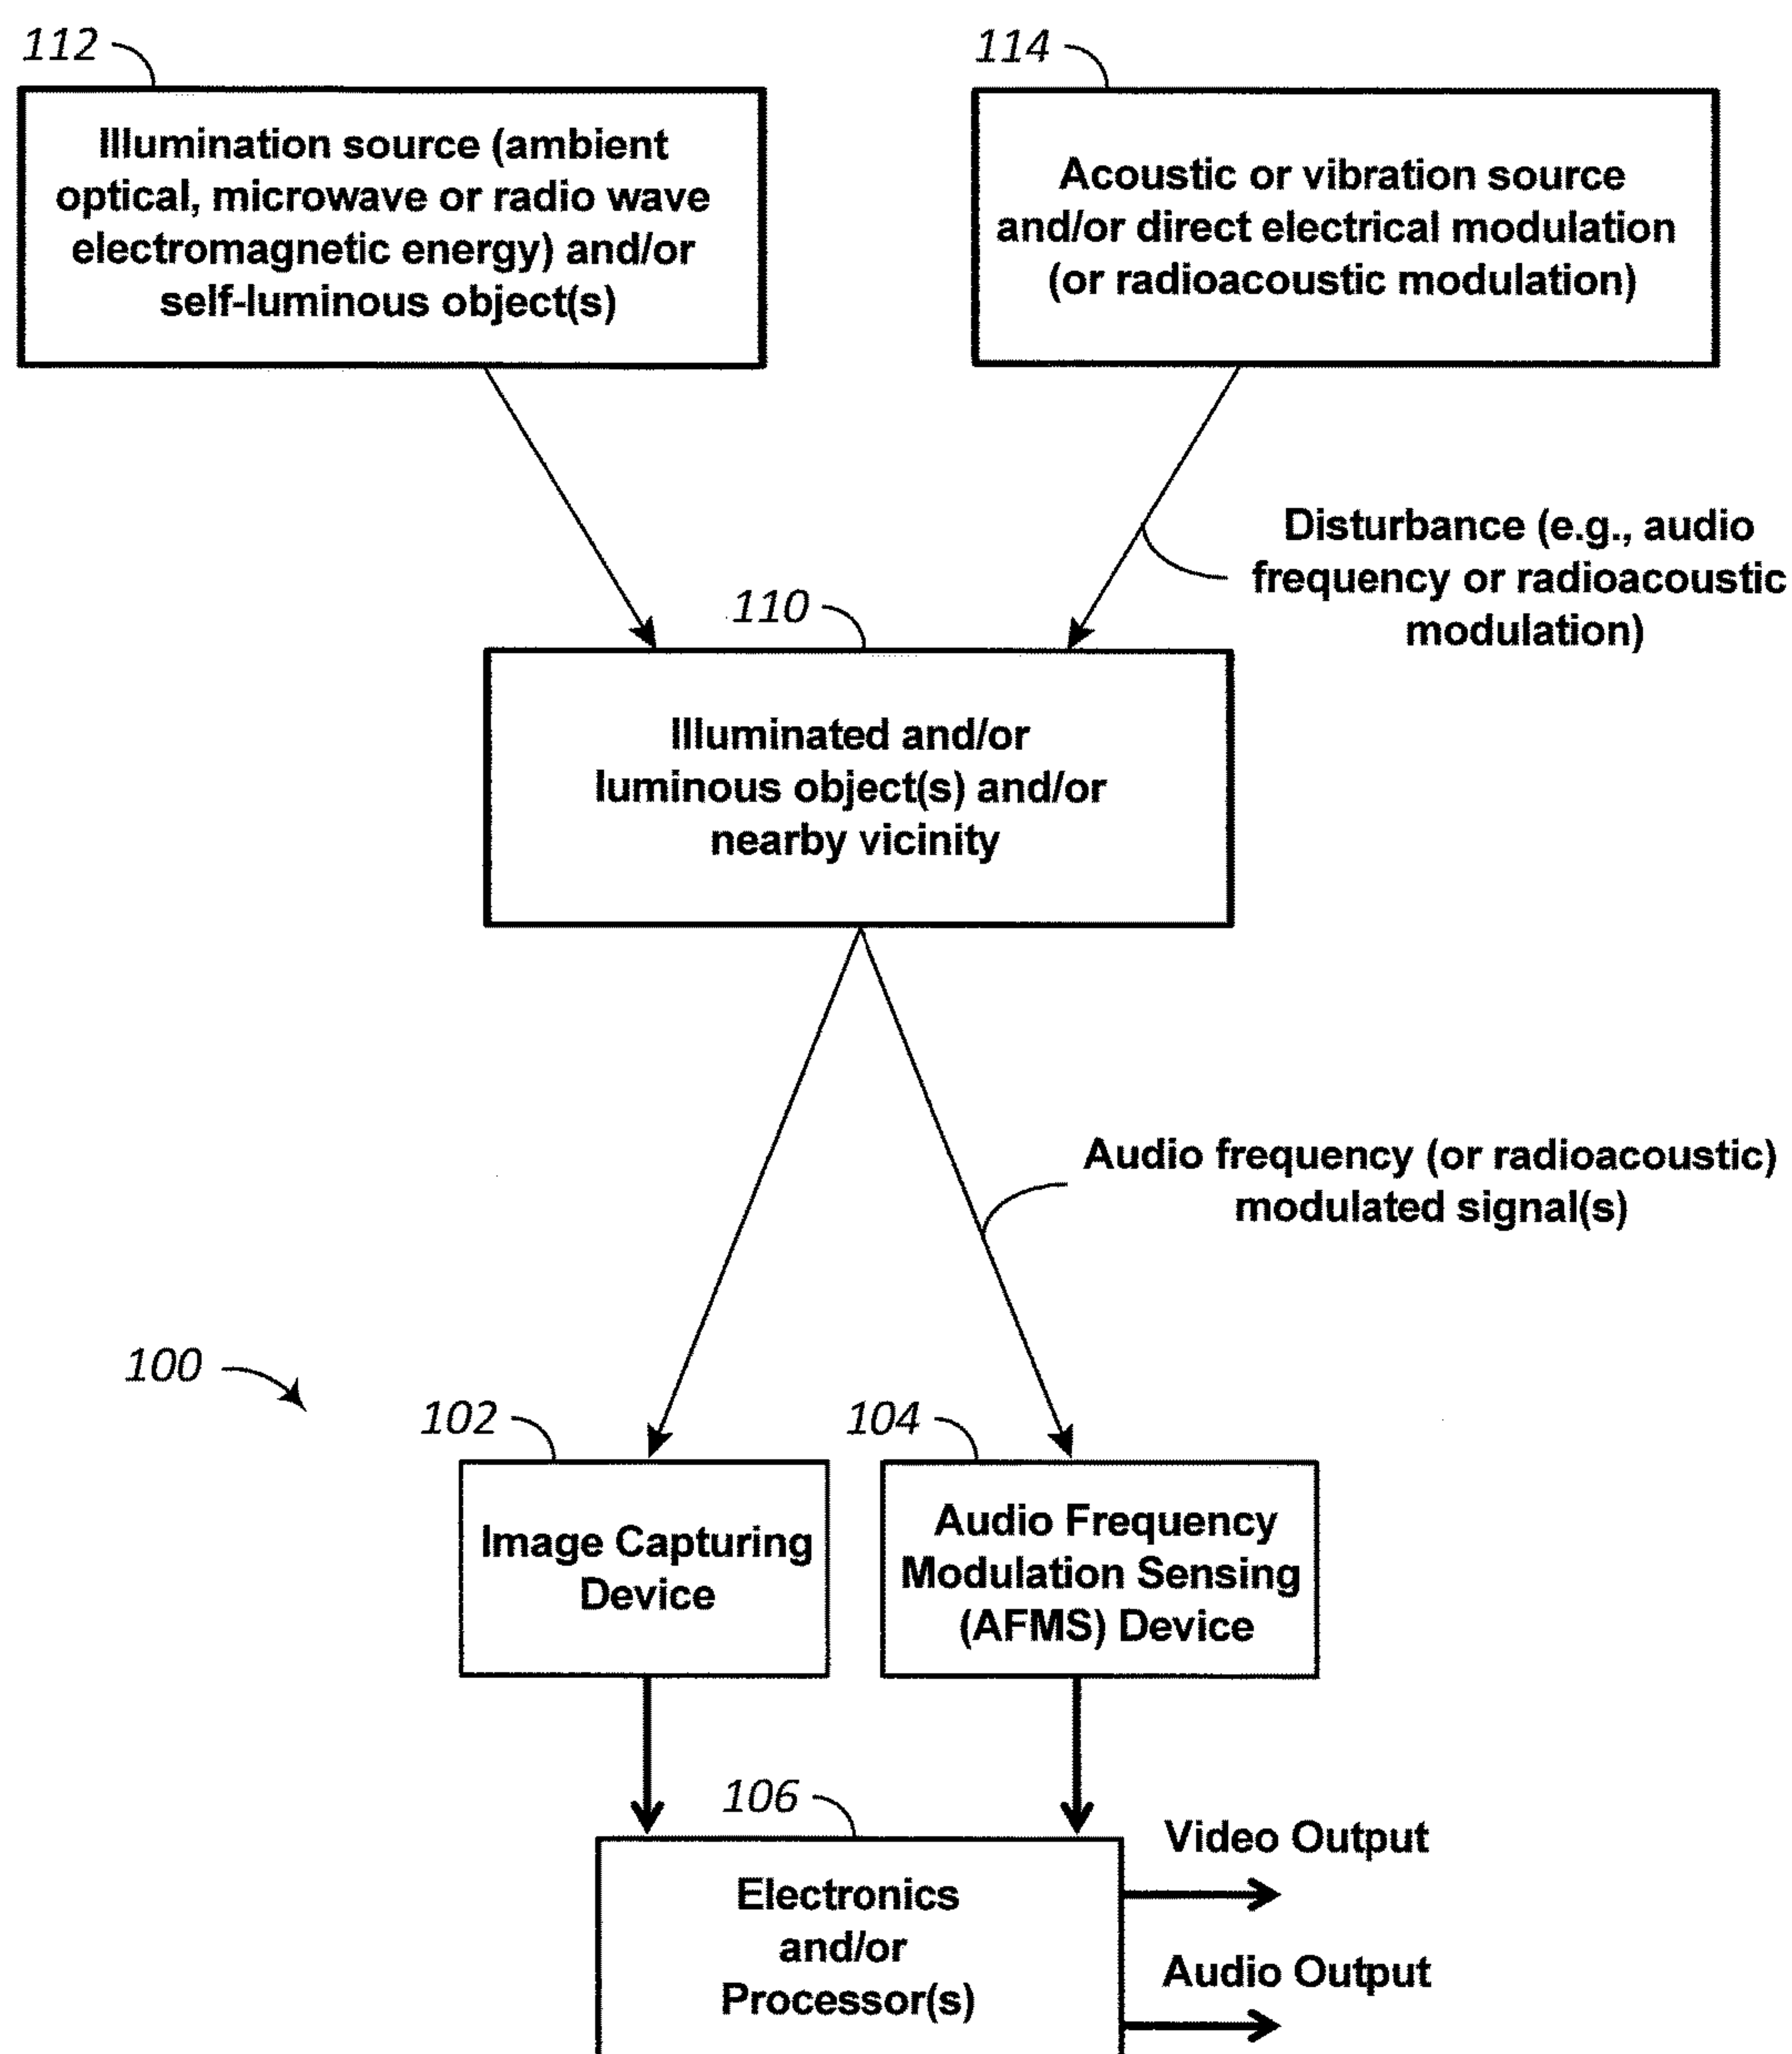 112
Illumination source (ambient
optical, microwave or radio wave
electromagnetic energy) and/or
self-luminous object(s)
114
Acoustic or vibration source
and/or direct electrical modulation
(or radioacoustic modulation)
Disturbance (e.g., audio
frequency or radioacoustic
modulation)
110
Illuminated and/or
luminous object(s) and/or
nearby vicinity
Audio frequency (or radioacoustic)
modulated signal(s)
100
102
Image Capturing
Device
104
Audio Frequency
Modulation Sensing
(AFMS) Device
106
Electronics
and/or
Processor(s)
Video Output
Audio Output